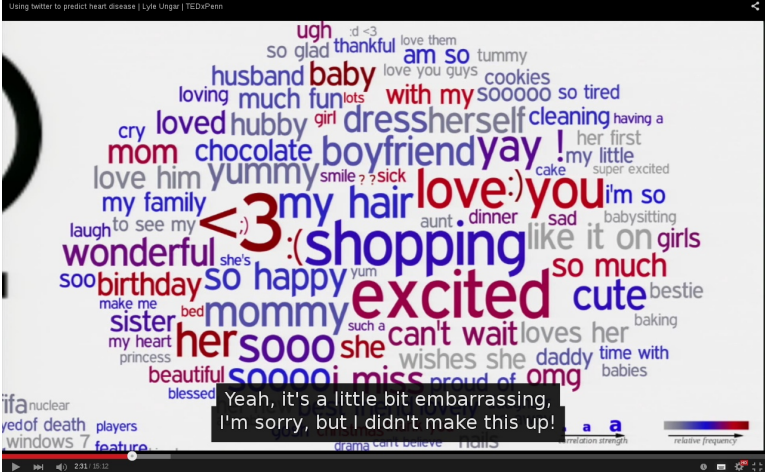 Using twitter to predict heart disease | Lyle Ungar | TEDxPenn
ugh :d <3
so glad thankful love them
am so tummy
husband baby love you guys cookies
loving much fun lots with my sooooo so tired
cry loved hubby girl dress herself cleaning having a
mom chocolate boyfriend yay ! her first
my little
love him yummy smile ? ? sick cake super excited
my family <3 my hair love :) you i'm so
laugh to see my ;) aunt dinner sad babysitting
wonderful she's :( shopping like it on girls
soo birthday so happy yum so much
make me bed mommy excited cute bestie
sister such a baking
my heart her sooo she can't wait loves her
princess wishes she daddy time with
beautiful soooo i miss proud of omg babies
blessed
ifa nuclear
yed of death players
windows 7 feature
drama can't believe nails
Yeah, it's a little bit embarrassing,
I'm sorry, but I didn't make this up!
a a
correlation strength relative frequency
2:31 / 15:12